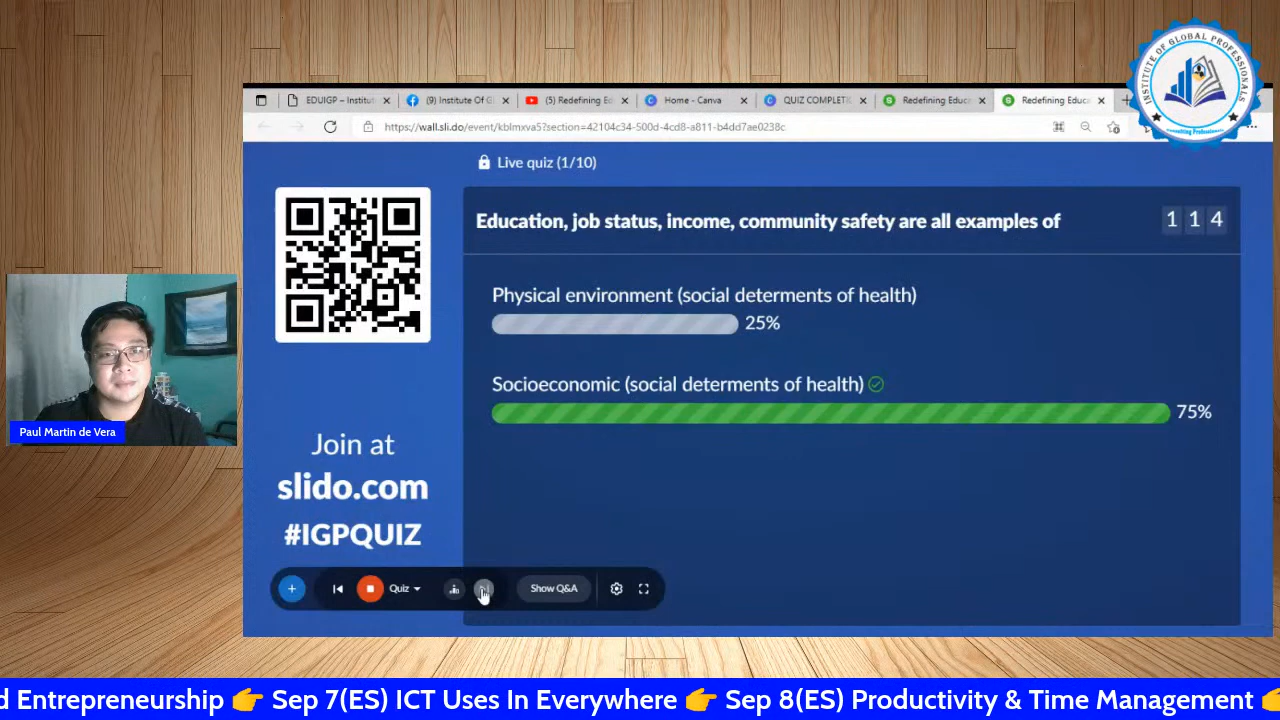 INSTITUTE OF GLOBAL PROFESSIONALS
Consulting Professionals
EDUIGP – Institut
(9) Institute Of G
(5) Redefining Ed
Home - Canva
QUIZ COMPLETI
Redefining Educa
Redefining Educa
https://wall.sli.do/event/kblmxva5?section=42104c34-500d-4cd8-a811-b4dd7ae0238c
Live quiz (1/10)
Education, job status, income, community safety are all examples of
1 1 4
Physical environment (social determents of health)
25%
Socioeconomic (social determents of health)
75%
Join at
slido.com
#IGPQUIZ
Quiz
Show Q&A
Paul Martin de Vera
d Entrepreneurship 👉 Sep 7(ES) ICT Uses In Everywhere 👉 Sep 8(ES) Productivity & Time Management 👉